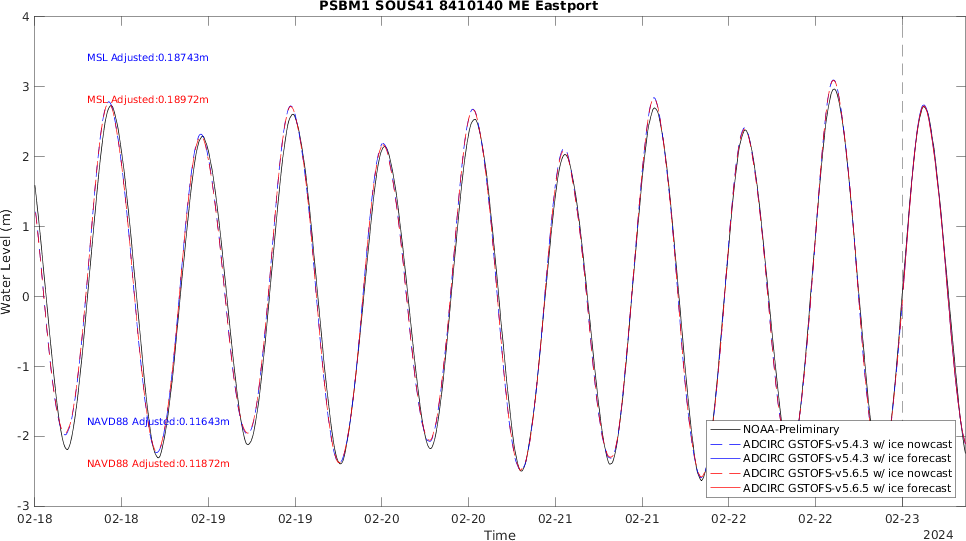 PSBM1 SOUS41 8410140 ME Eastport
4
3
2
1
0
-1
-2
-3
Water Level (m)
MSL Adjusted:0.18743m
MSL Adjusted:0.18972m
NAVD88 Adjusted:0.11643m
NAVD88 Adjusted:0.11872m
NOAA-Preliminary
ADCIRC GSTOFS-v5.4.3 w/ ice nowcast
ADCIRC GSTOFS-v5.4.3 w/ ice forecast
ADCIRC GSTOFS-v5.6.5 w/ ice nowcast
ADCIRC GSTOFS-v5.6.5 w/ ice forecast
02-18 02-18 02-19 02-19 02-20 02-20 02-21 02-21 02-22 02-22 02-23
Time
2024